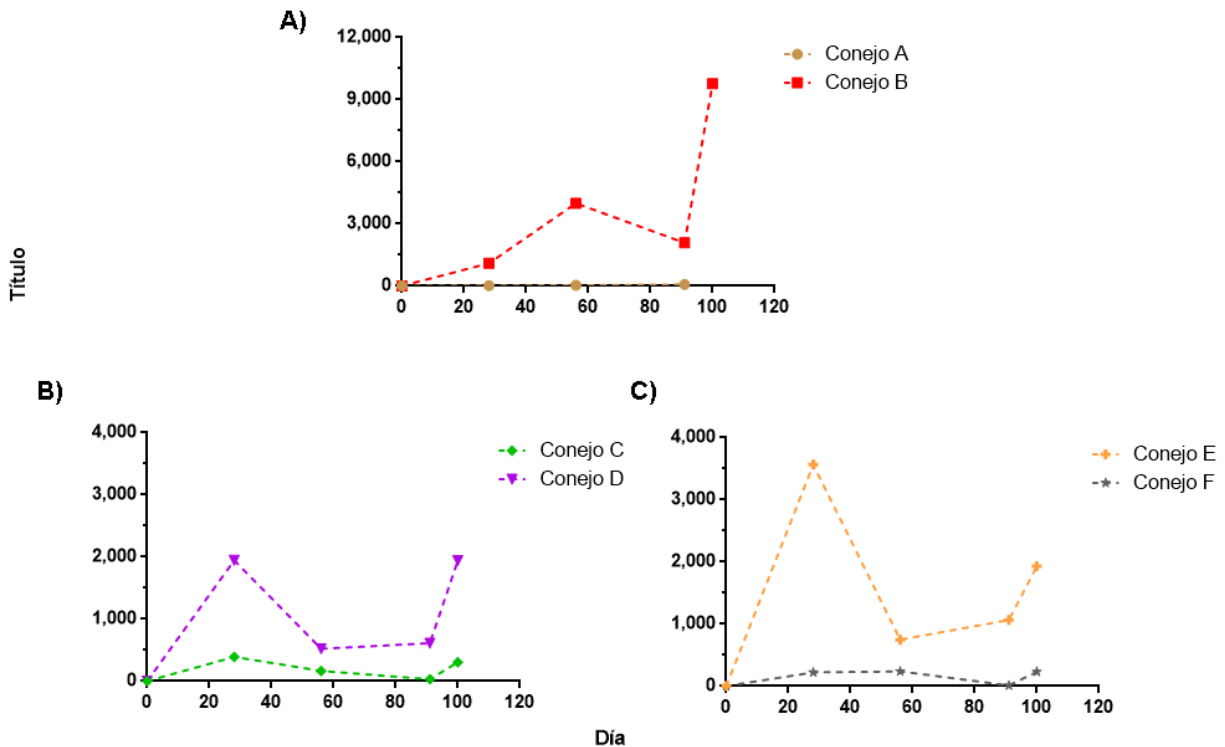 A)
12,000
9,000
6,000
3,000
0
0 20 40 60 80 100 120
Conejo A
Conejo B
Título
B)
4,000
3,000
2,000
1,000
0
0 20 40 60 80 100 120
Conejo C
Conejo D
C)
4,000
3,000
2,000
1,000
0
0 20 40 60 80 100 120
Conejo E
Conejo F
Día